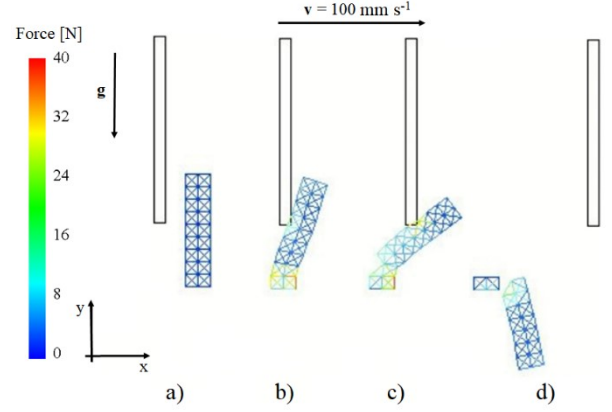 v = 100 mm s⁻¹
Force [N]
40
g
32
24
16
8
y
0
x
a)
b)
c)
d)